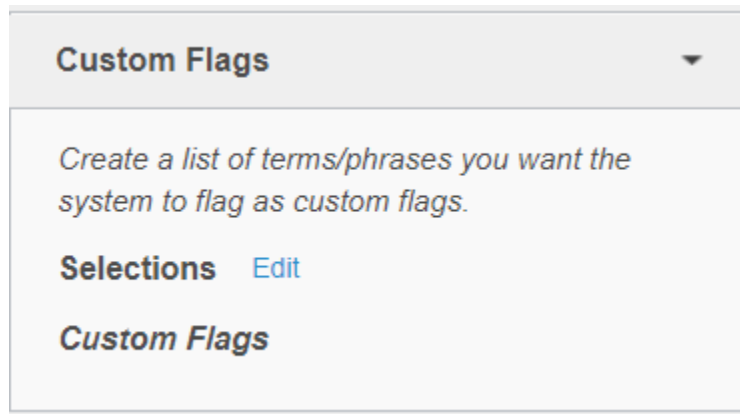 Custom Flags
Create a list of terms/phrases you want the
system to flag as custom flags.
Selections Edit
Custom Flags